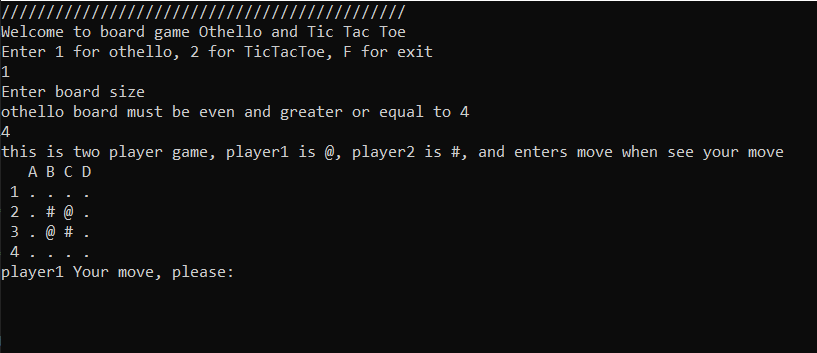 /////////////////////////////////////////////
Welcome to board game Othello and Tic Tac Toe
Enter 1 for othello, 2 for TicTacToe, F for exit
1
Enter board size
othello board must be even and greater or equal to 4
4
this is two player game, player1 is @, player2 is #, and enters move when see your move
   A B C D
 1 . . . .
 2 . # @ .
 3 . @ # .
 4 . . . .
player1 Your move, please: